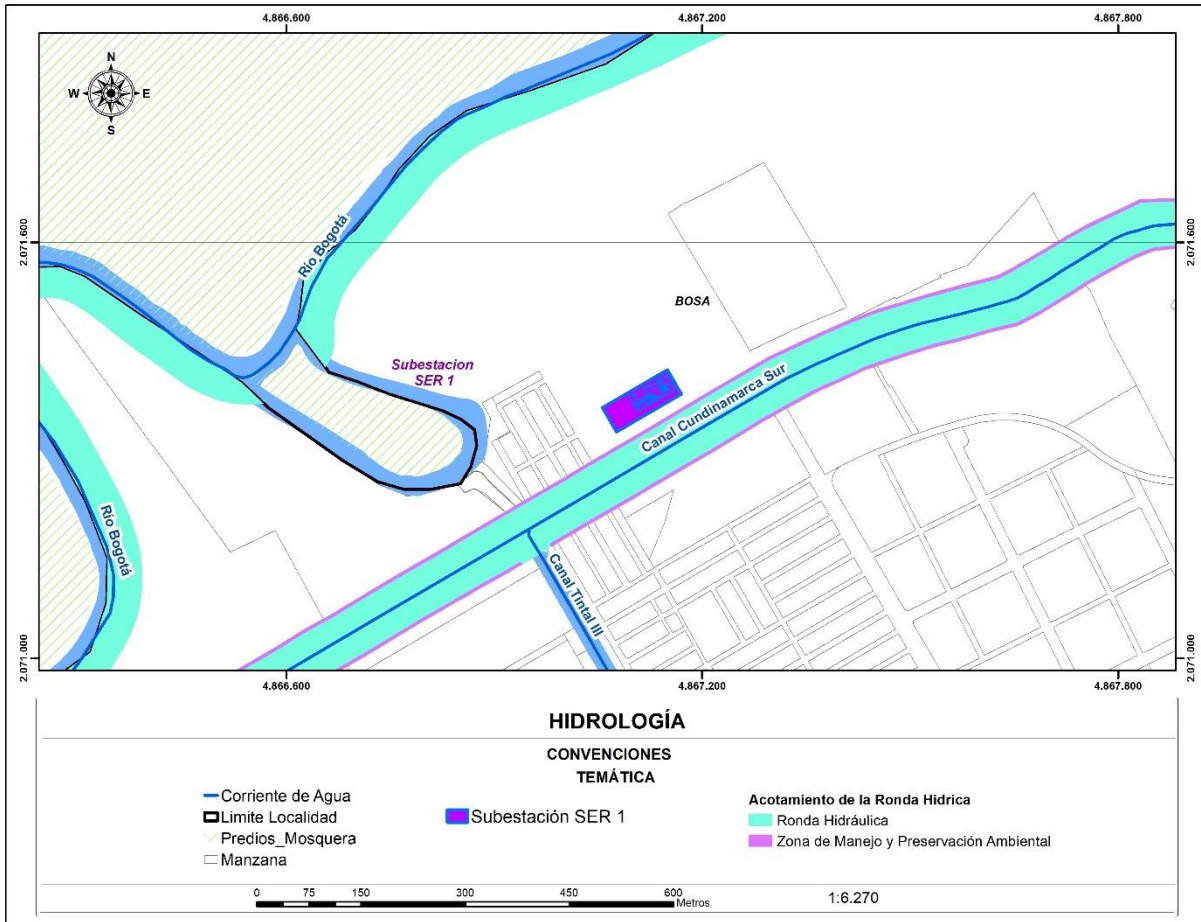 4.866.600
4.867.200
4.867.800
N
W
E
S
2.071.600
2.071.600
Río Bogotá
BOSA
Subestacion
SER 1
Canal Cundinamarca Sur
Río Bogotá
Canal Tintal III
2.071.000
2.071.000
4.866.600
4.867.200
4.867.800
HIDROLOGÍA
CONVENCIONES
TEMÁTICA
Corriente de Agua
Limite Localidad
Predios_Mosquera
Manzana
Subestación SER 1
Acotamiento de la Ronda Hidrica
Ronda Hidráulica
Zona de Manejo y Preservación Ambiental
0 75 150 300 450 600
Metros
1:6.270